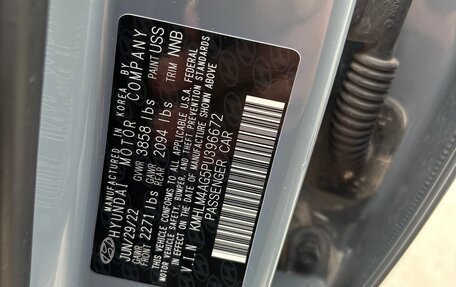 MANUFACTURED IN KOREA BY
HYUNDAI MOTOR COMPANY
JUN/29/22 GVWR 3858 lbs PAINT USS
GAWR FRONT 2271 lbs GAWR REAR 2094 lbs TRIM NNB
THIS VEHICLE CONFORMS TO ALL APPLICABLE U.S.A. FEDERAL
MOTOR VEHICLE SAFETY, BUMPER, AND THEFT PREVENTION STANDARDS
IN EFFECT ON THE DATE OF MANUFACTURE SHOWN ABOVE
V.I.N KMHLM4AG5PU396672
PASSENGER CAR